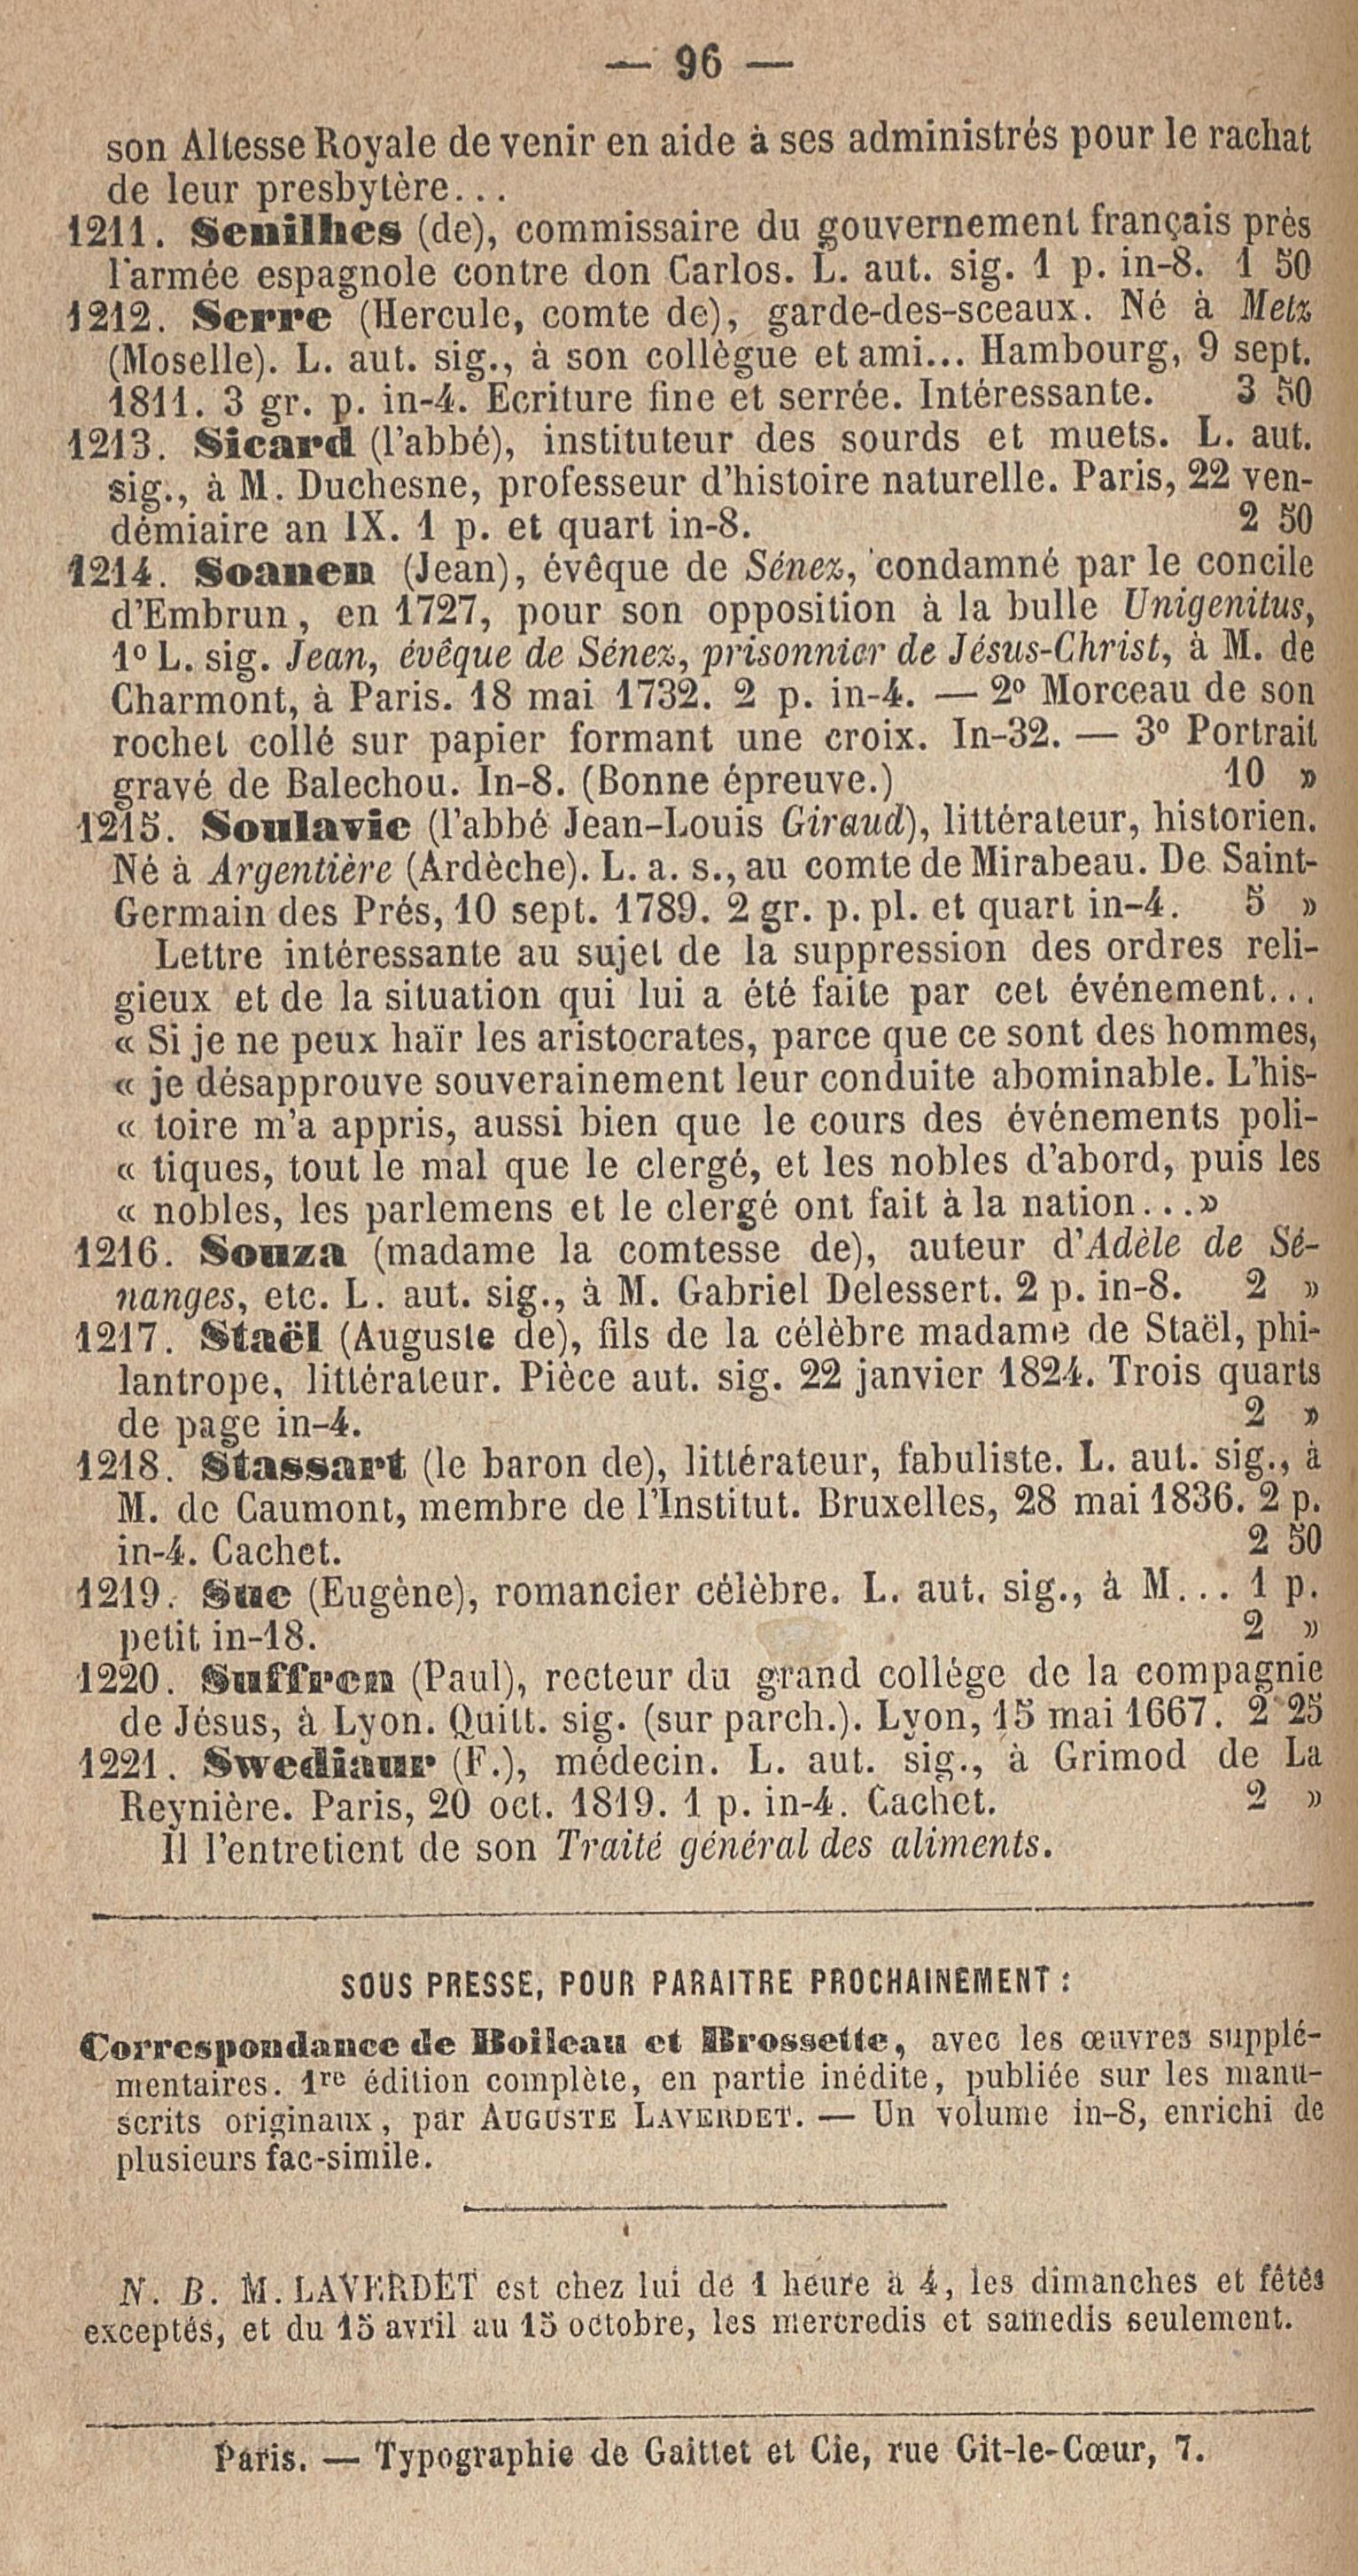 — 96 —
son Altesse Royale de venir en aide à ses administrés pour le rachat
de leur presbytère...
1211. Senilhes (de), commissaire du gouvernement français près
l'armée espagnole contre don Carlos. L. aut. sig. 1 p. in-8. 1 50
1212. Serre (Hercule, comte de), garde-des-sceaux. Né à Metz
(Moselle). L. aut. sig., à son collègue et ami... Hambourg, 9 sept.
1811. 3 gr. p. in-4. Ecriture fine et serrée. Intéressante. 3 50
1213. Sicard (l'abbé), instituteur des sourds et muets. L. aut.
sig., à M. Duchesne, professeur d'histoire naturelle. Paris, 22 ven-
démiaire an IX. 1 p. et quart in-8. 2 50
1214. Soanen (Jean), évêque de Sénez, condamné par le concile
d'Embrun, en 1727, pour son opposition à la bulle Unigenitus,
1º L. sig. Jean, évêque de Sénez, prisonnier de Jésus-Christ, à M. de
Charmont, à Paris. 18 mai 1732. 2 p. in-4. — 2º Morceau de son
rochet collé sur papier formant une croix. In-32. — 3º Portrait
gravé de Balechou. In-8. (Bonne épreuve.) 10 »
1215. Soulavie (l'abbé Jean-Louis Giraud), littérateur, historien.
Né à Argentière (Ardèche). L. a. s., au comte de Mirabeau. De Saint-
Germain des Prés, 10 sept. 1789. 2 gr. p. pl. et quart in-4. 5 »
Lettre intéressante au sujet de la suppression des ordres reli-
gieux et de la situation qui lui a été faite par cet événement...
« Si je ne peux haïr les aristocrates, parce que ce sont des hommes,
« je désapprouve souverainement leur conduite abominable. L'his-
« toire m'a appris, aussi bien que le cours des événements poli-
« tiques, tout le mal que le clergé, et les nobles d'abord, puis les
« nobles, les parlemens et le clergé ont fait à la nation...»
1216. Souza (madame la comtesse de), auteur d'Adèle de Sé-
nanges, etc. L. aut. sig., à M. Gabriel Delessert. 2 p. in-8. 2 »
1217. Staël (Auguste de), fils de la célèbre madame de Staël, phi-
lantrope, littérateur. Pièce aut. sig. 22 janvier 1824. Trois quarts
de page in-4. 2 »
1218. Stassart (le baron de), littérateur, fabuliste. L. aut. sig., à
M. de Caumont, membre de l'Institut. Bruxelles, 28 mai 1836. 2 p.
in-4. Cachet. 2 50
1219. Sue (Eugène), romancier célèbre. L. aut. sig., à M... 1 p.
petit in-18. 2 »
1220. Suffren (Paul), recteur du grand collége de la compagnie
de Jésus, à Lyon. Quitt. sig. (sur parch.). Lyon, 15 mai 1667. 2 25
1221. Swediaur (F.), médecin. L. aut. sig., à Grimod de La
Reynière. Paris, 20 oct. 1819. 1 p. in-4. Cachet. 2 »
Il l'entretient de son Traité général des aliments.
SOUS PRESSE, POUR PARAITRE PROCHAINEMENT :
Correspondance de Boileau et Brossette, avec les œuvres supplé-
mentaires. 1re édition complète, en partie inédite, publiée sur les manu-
scrits originaux, par AUGUSTE LAVERDET. — Un volume in-8, enrichi de
plusieurs fac-simile.
N. B. M. LAVERDET est chez lui de 1 heure à 4, les dimanches et fêtes
exceptés, et du 15 avril au 15 octobre, les mercredis et samedis seulement.
Paris. — Typographie de Gaittet et Cie, rue Git-le-Cœur, 7.